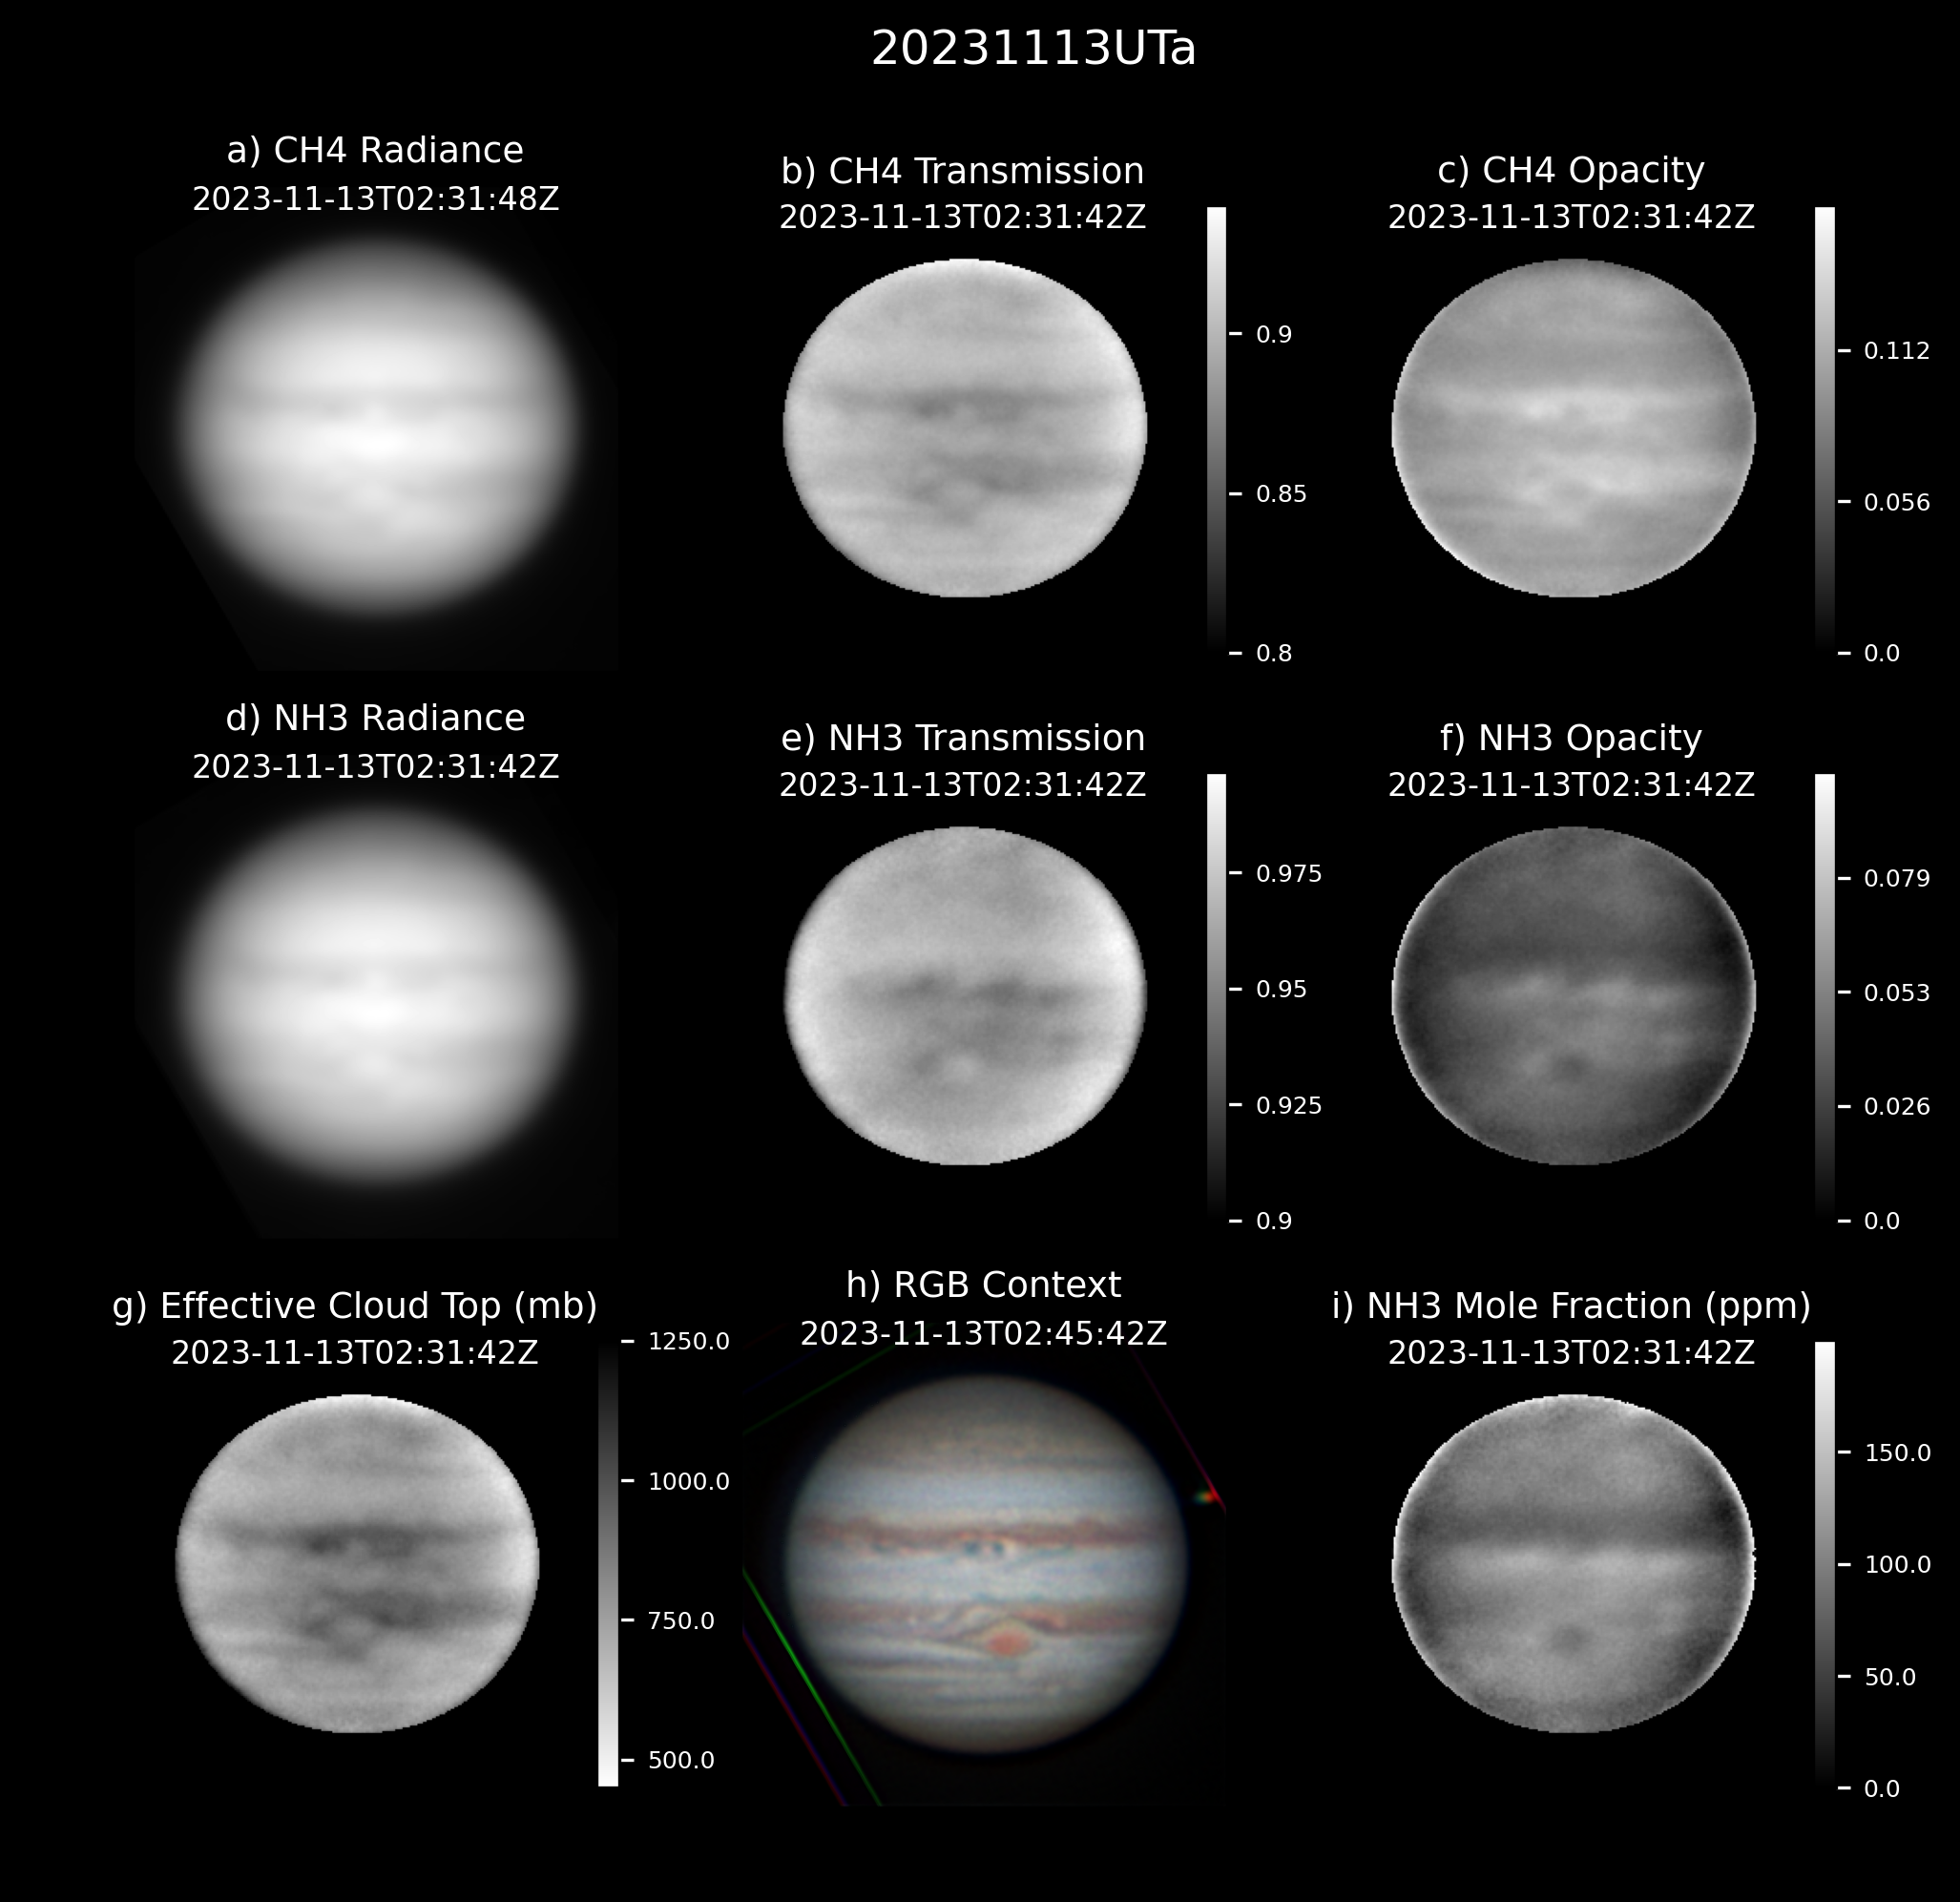 20231113UTa
a) CH4 Radiance
2023-11-13T02:31:48Z
b) CH4 Transmission
2023-11-13T02:31:42Z
0.9
0.85
0.8
c) CH4 Opacity
2023-11-13T02:31:42Z
0.112
0.056
0.0
d) NH3 Radiance
2023-11-13T02:31:42Z
e) NH3 Transmission
2023-11-13T02:31:42Z
0.975
0.95
0.925
0.9
f) NH3 Opacity
2023-11-13T02:31:42Z
0.079
0.053
0.026
0.0
g) Effective Cloud Top (mb)
2023-11-13T02:31:42Z
1250.0
1000.0
750.0
500.0
h) RGB Context
2023-11-13T02:45:42Z
i) NH3 Mole Fraction (ppm)
2023-11-13T02:31:42Z
150.0
100.0
50.0
0.0